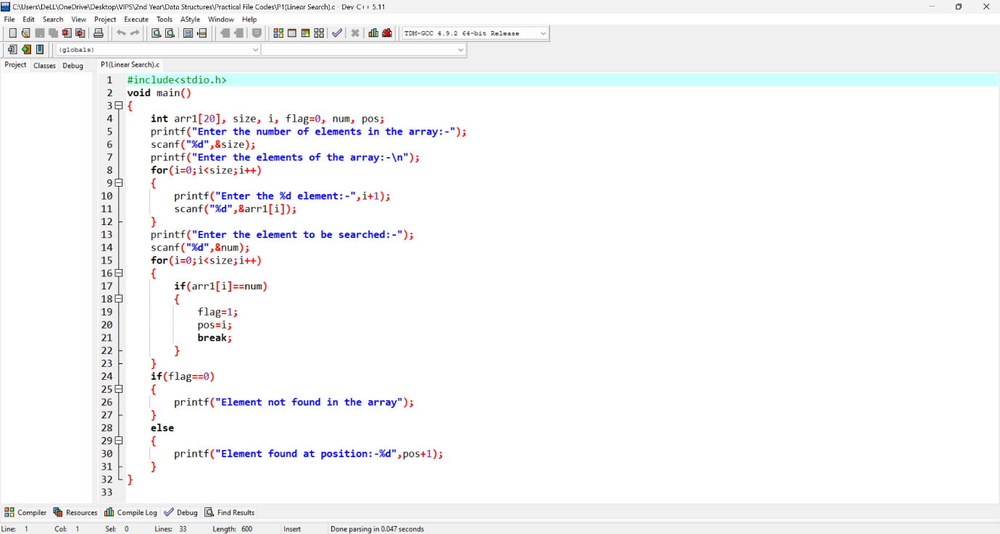 C:\Users\DeLL\OneDrive\Desktop\VIPS\2nd Year\Data Structures\Practical File Codes\P1(Linear Search).c - Dev-C++ 5.11
File Edit Search View Project Execute Tools AStyle Window Help
TDM-GCC 4.9.2 64-bit Release
(globals)
Project Classes Debug P1(Linear Search).c
1 #include<stdio.h>
2 void main()
3 {
4 int arr1[20], size, i, flag=0, num, pos;
5 printf("Enter the number of elements in the array:-");
6 scanf("%d",&size);
7 printf("Enter the elements of the array:-\n");
8 for(i=0;i<size;i++)
9 {
10 printf("Enter the %d element:-",i+1);
11 scanf("%d",&arr1[i]);
12 }
13 printf("Enter the element to be searched:-");
14 scanf("%d",&num);
15 for(i=0;i<size;i++)
16 {
17 if(arr1[i]==num)
18 {
19 flag=1;
20 pos=i;
21 break;
22 }
23 }
24 if(flag==0)
25 {
26 printf("Element not found in the array");
27 }
28 else
29 {
30 printf("Element found at position:-%d",pos+1);
31 }
32 }
33
Compiler Resources Compile Log Debug Find Results
Line: 1 Col: 1 Sel: 0 Lines: 33 Length: 600 Insert Done parsing in 0.047 seconds